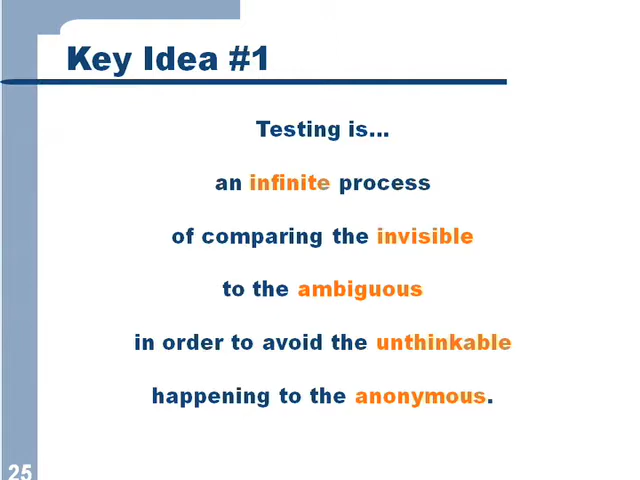 Key Idea #1
Testing is...
an infinite process
of comparing the invisible
to the ambiguous
in order to avoid the unthinkable
happening to the anonymous.
25